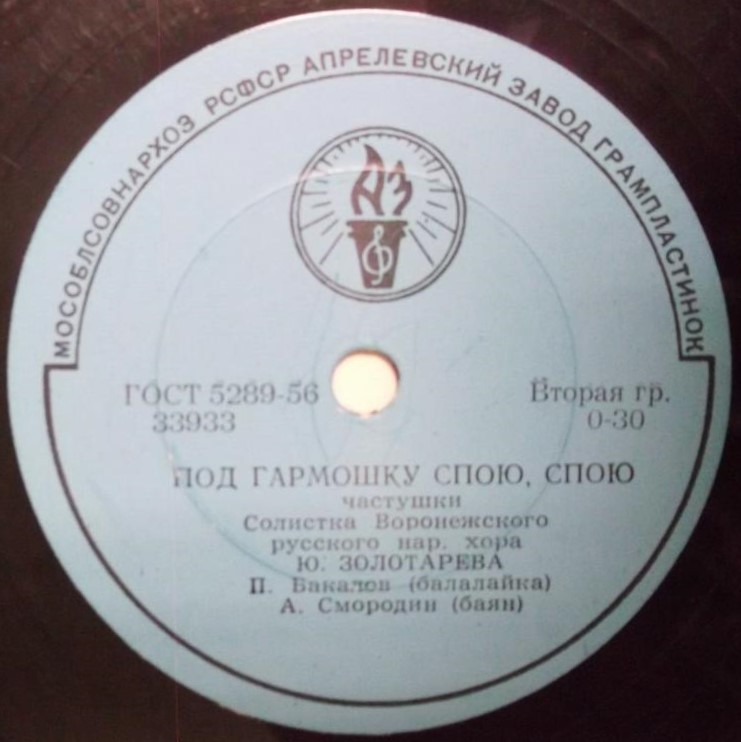 МОСОБЛСОВНАРХОЗ РСФСР АПРЕЛЕВСКИЙ ЗАВОД ГРАМПЛАСТИНОК
АЗ
ГОСТ 5289-56
33933
Вторая гр.
0-30
ПОД ГАРМОШКУ СПОЮ, СПОЮ
частушки
Солистка Воронежского
русского нар. хора
Ю. ЗОЛОТАРЕВА
П. Бакалов (балалайка)
А. Смородин (баян)